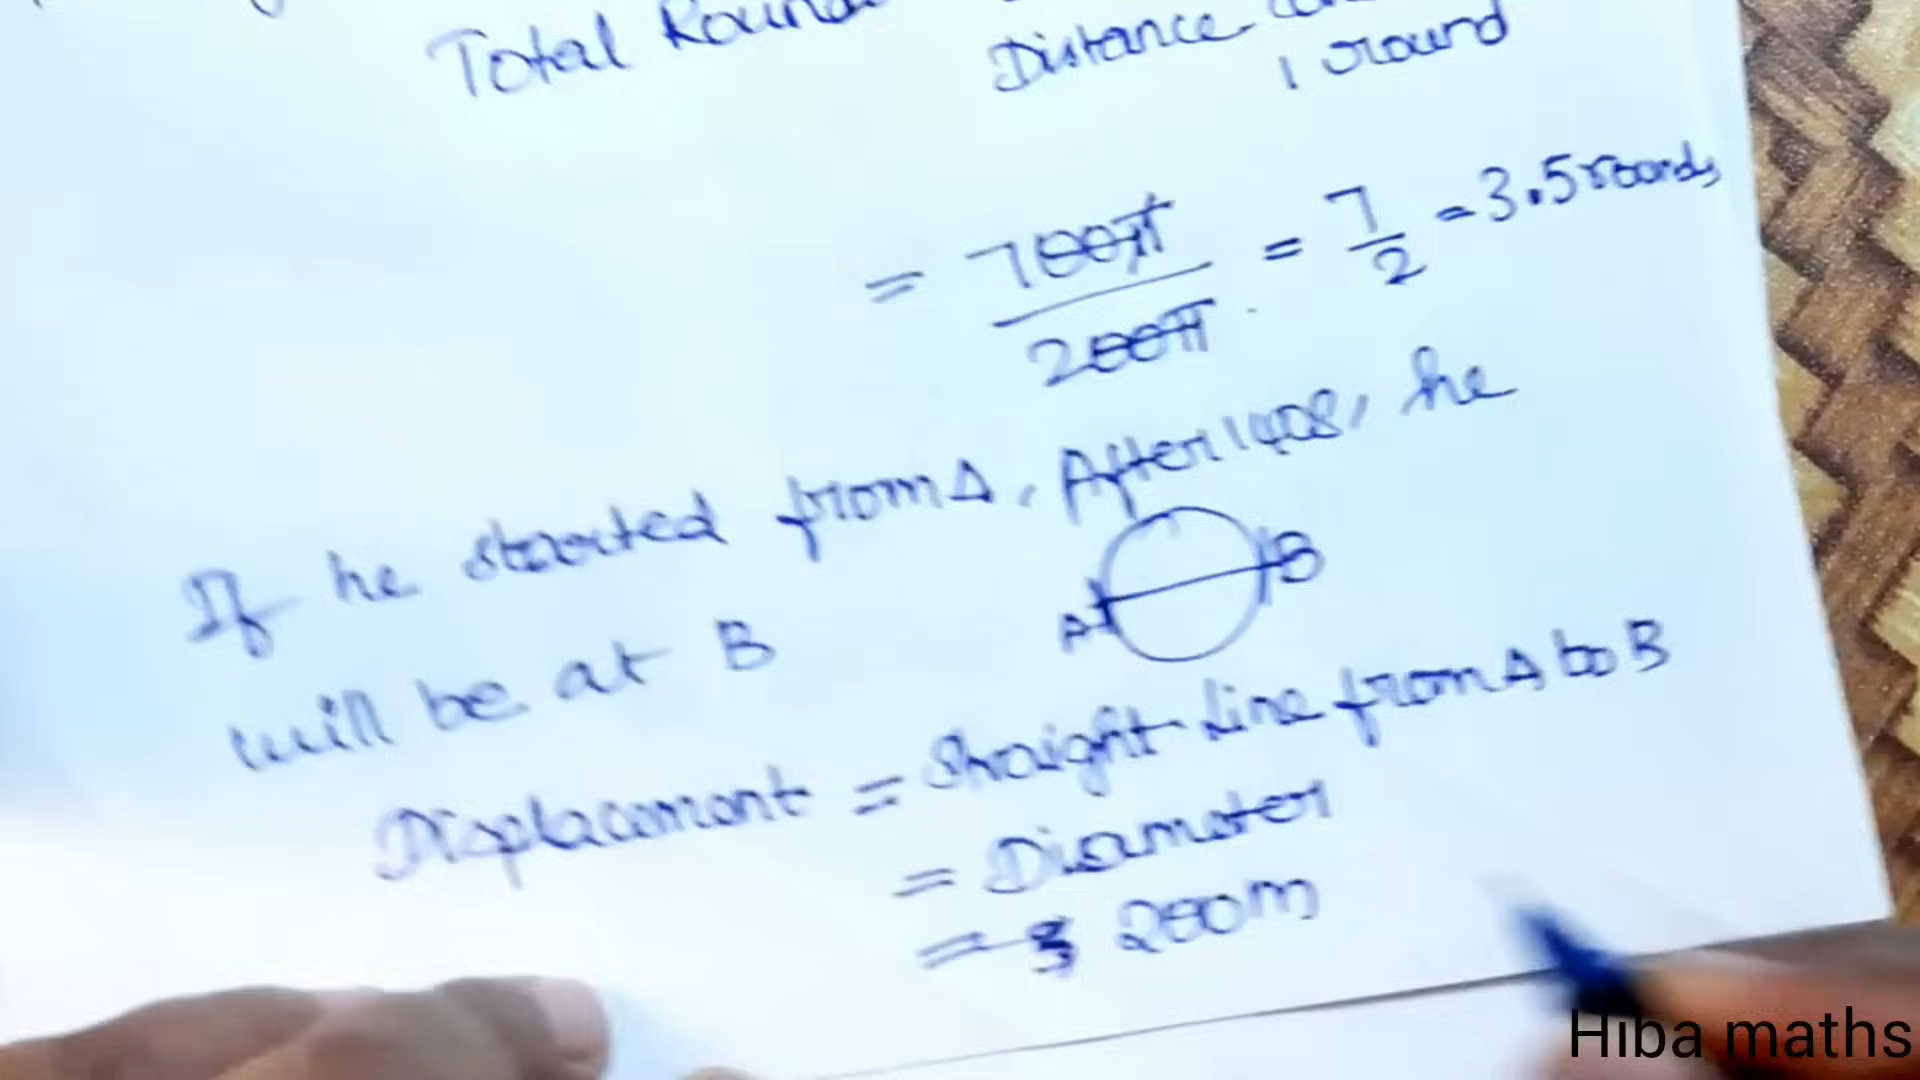 Total Round
Distance
1 round
= 700π/200π = 7/2 = 3.5 rounds
If he started from A, After 140s, he
will be at B
A B
Displacement = Straight Line from A to B
= Diameter
= 200m
Hiba maths